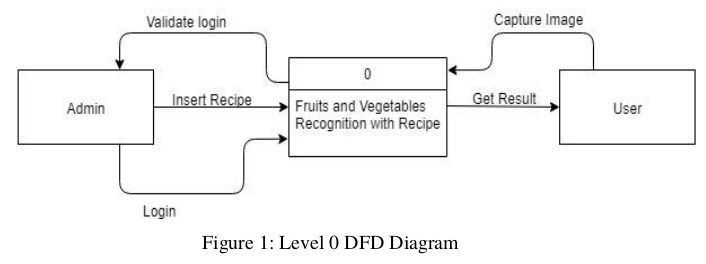 Validate login
Capture Image
0
Admin
Insert Recipe
Fruits and Vegetables
Recognition with Recipe
Get Result
User
Login
Figure 1: Level 0 DFD Diagram